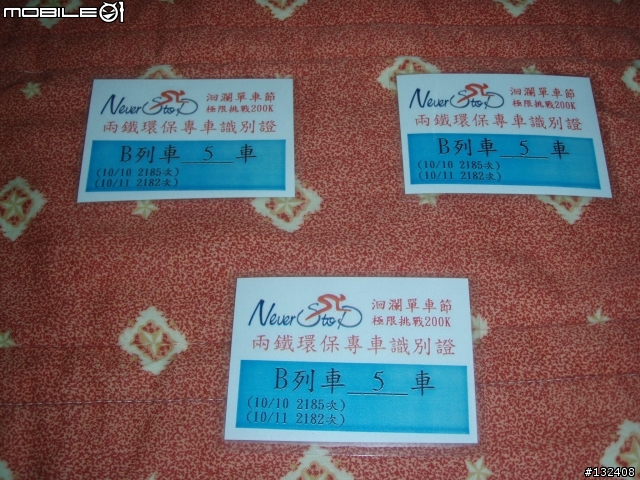 mobile01
Never Stop
洄瀾單車節
極限挑戰200K
兩鐵環保專車識別證
B列車 5 車
(10/10 2185次)
(10/11 2182次)
Never Stop
洄瀾單車節
極限挑戰200K
兩鐵環保專車識別證
B列車 5 車
(10/10 2185次)
(10/11 2182次)
Never Stop
洄瀾單車節
極限挑戰200K
兩鐵環保專車識別證
B列車 5 車
(10/10 2185次)
(10/11 2182次)
#132408